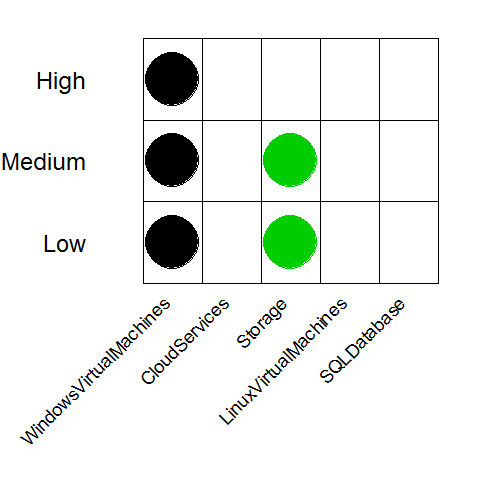 High
Medium
Low
WindowsVirtualMachines
CloudServices
Storage
LinuxVirtualMachines
SQLDatabase